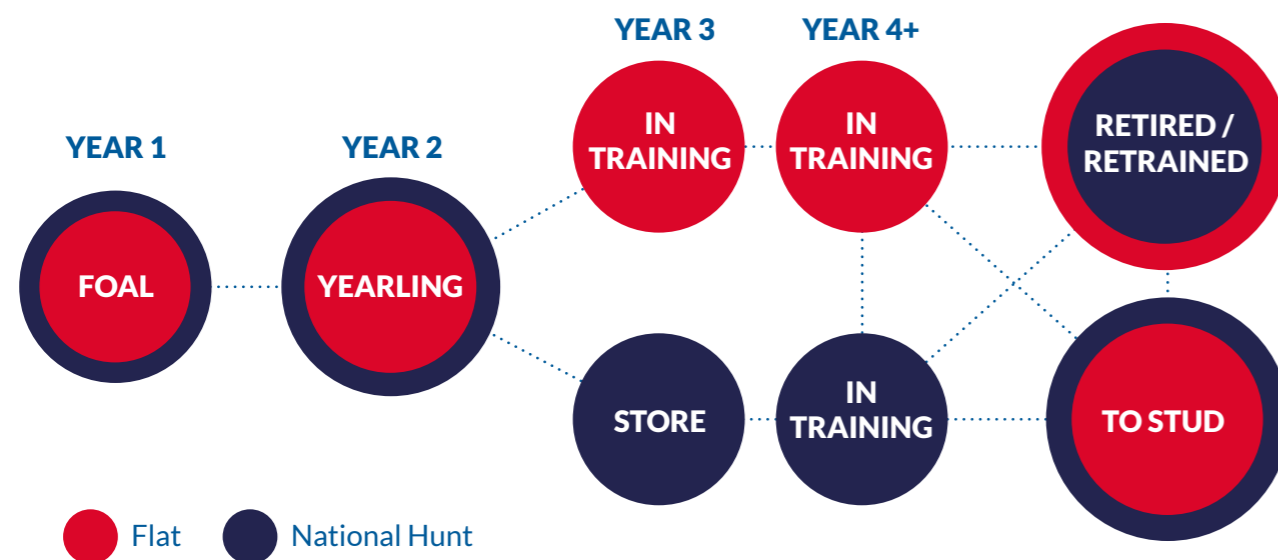 YEAR 1
YEAR 2
YEAR 3
YEAR 4+
FOAL
YEARLING
IN
TRAINING
IN
TRAINING
RETIRED /
RETRAINED
STORE
IN
TRAINING
TO STUD
Flat
National Hunt